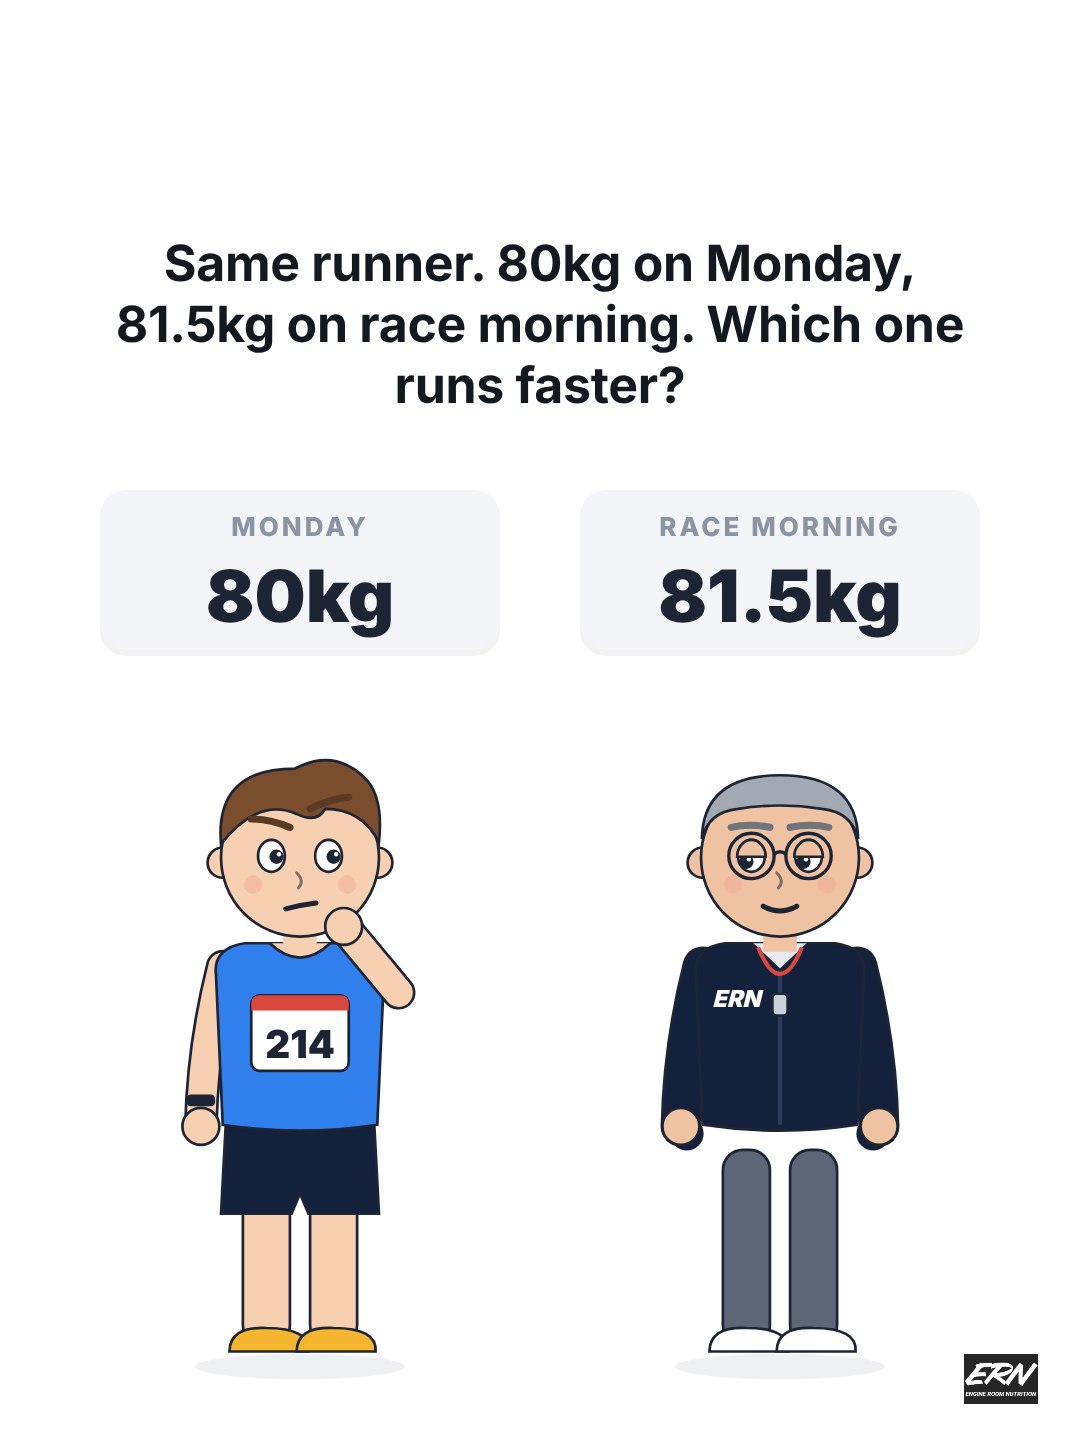 Same runner. 80kg on Monday,
81.5kg on race morning. Which one
runs faster?
MONDAY
80kg
RACE MORNING
81.5kg
214
ERN
ERN
ENGINE ROOM NUTRITION